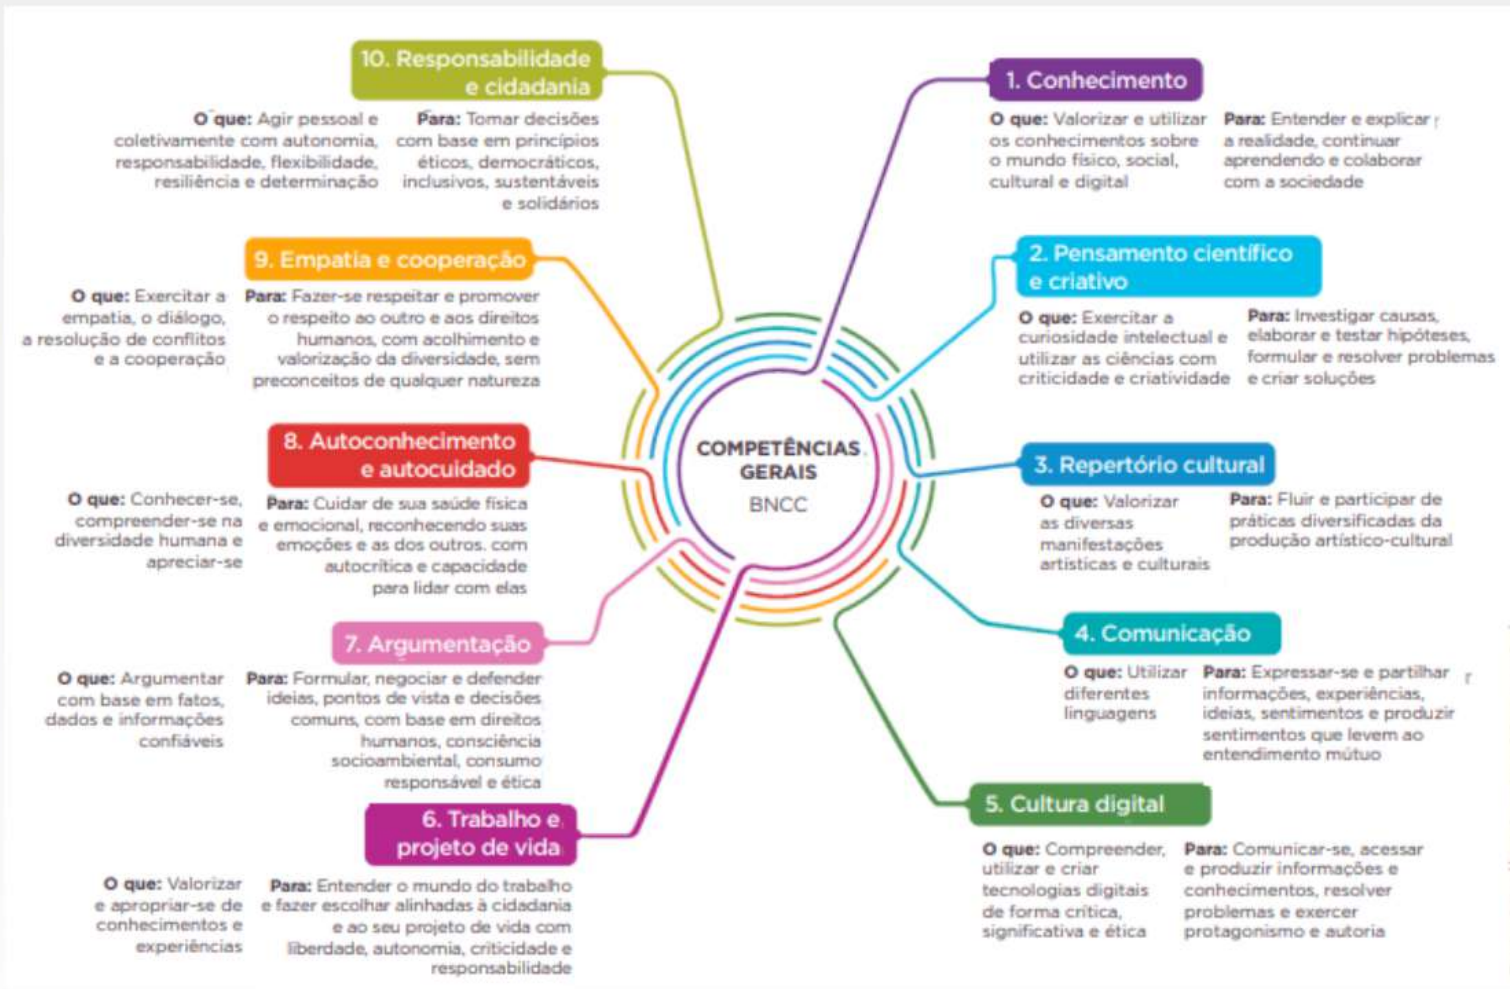 COMPETÊNCIAS
GERAIS
BNCC
1. Conhecimento
O que: Valorizar e utilizar
os conhecimentos sobre
o mundo físico, social,
cultural e digital
Para: Entender e explicar
a realidade, continuar
aprendendo e colaborar
com a sociedade
2. Pensamento científico
e criativo
O que: Exercitar a
curiosidade intelectual e
utilizar as ciências com
criticidade e criatividade
Para: Investigar causas,
elaborar e testar hipóteses,
formular e resolver problemas
e criar soluções
3. Repertório cultural
O que: Valorizar
as diversas
manifestações
artísticas e culturais
Para: Fluir e participar de
práticas diversificadas da
produção artístico-cultural
4. Comunicação
O que: Utilizar
diferentes
linguagens
Para: Expressar-se e partilhar
informações, experiências,
ideias, sentimentos e produzir
sentimentos que levem ao
entendimento mútuo
5. Cultura digital
O que: Compreender,
utilizar e criar
tecnologias digitais
de forma crítica,
significativa e ética
Para: Comunicar-se, acessar
e produzir informações e
conhecimentos, resolver
problemas e exercer
protagonismo e autoria
6. Trabalho e
projeto de vida
O que: Valorizar
e apropriar-se de
conhecimentos e
experiências
Para: Entender o mundo do trabalho
e fazer escolhar alinhadas à cidadania
e ao seu projeto de vida com
liberdade, autonomia, criticidade e
responsabilidade
7. Argumentação
O que: Argumentar
com base em fatos,
dados e informações
confiáveis
Para: Formular, negociar e defender
ideias, pontos de vista e decisões
comuns, com base em direitos
humanos, consciência
socioambiental, consumo
responsável e ética
8. Autoconhecimento
e autocuidado
O que: Conhecer-se,
compreender-se na
diversidade humana e
apreciar-se
Para: Cuidar de sua saúde física
e emocional, reconhecendo suas
emoções e as dos outros. com
autocrítica e capacidade
para lidar com elas
9. Empatia e cooperação
O que: Exercitar a
empatia, o diálogo,
a resolução de conflitos
e a cooperação
Para: Fazer-se respeitar e promover
o respeito ao outro e aos direitos
humanos, com acolhimento e
valorização da diversidade, sem
preconceitos de qualquer natureza
10. Responsabilidade
e cidadania
O que: Agir pessoal e
coletivamente com autonomia,
responsabilidade, flexibilidade,
resiliência e determinação
Para: Tomar decisões
com base em princípios
éticos, democráticos,
inclusivos, sustentáveis
e solidários